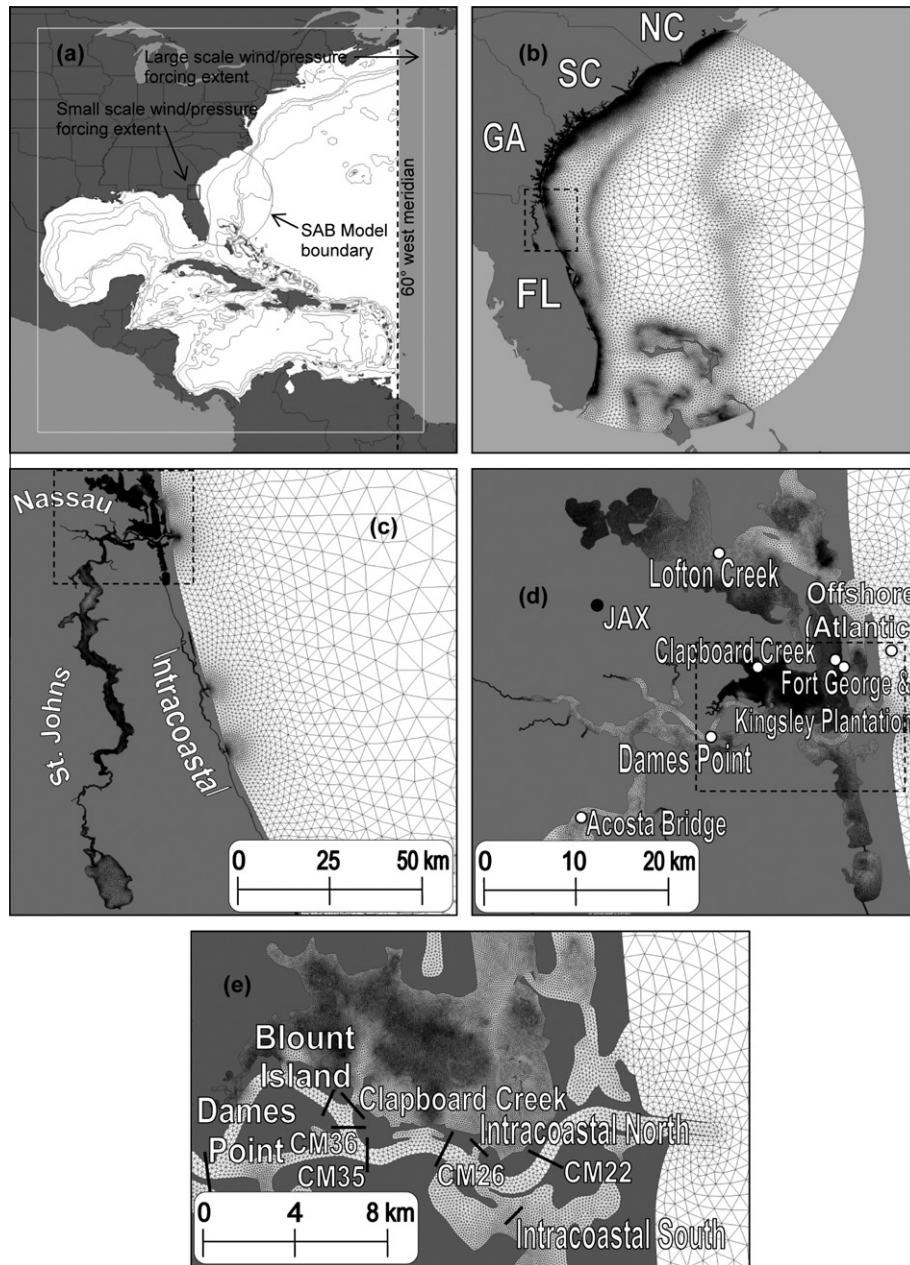 (a)
Large scale wind/pressure
forcing extent
Small scale wind/pressure
forcing extent
SAB Model
boundary
60° west meridian
(b)
NC
SC
GA
FL
Nassau
(c)
St. Johns
Intracoastal
0 25 50 km
Lofton Creek
(d)
Offshore
(Atlantic
JAX
Clapboard Creek
Fort George &
Kingsley Plantation
Dames Point
Acosta Bridge
0 10 20 km
(e)
Blount
Island
Clapboard Creek
Dames
Point
CM36
Intracoastal North
CM35
CM26
CM22
0 4 8 km
Intracoastal South